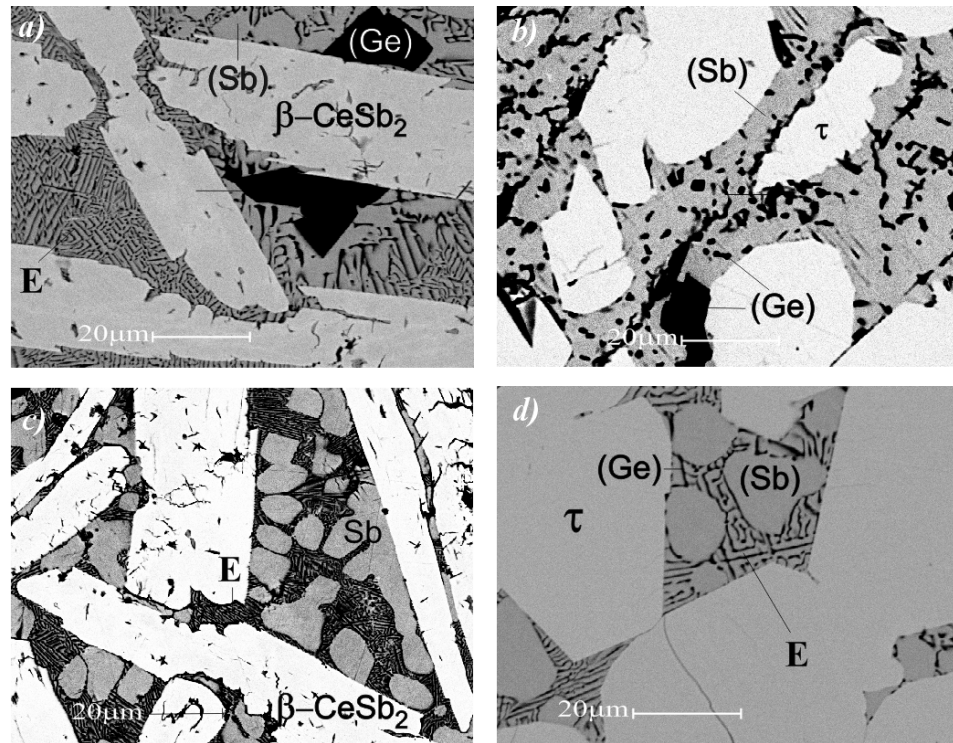 a)
(Ge)
(Sb)
β–CeSb₂
E
20μm
b)
(Sb)
τ
(Ge)
20μm
c)
Sb
E
20μm
β–CeSb₂
d)
(Ge)
(Sb)
τ
E
20μm